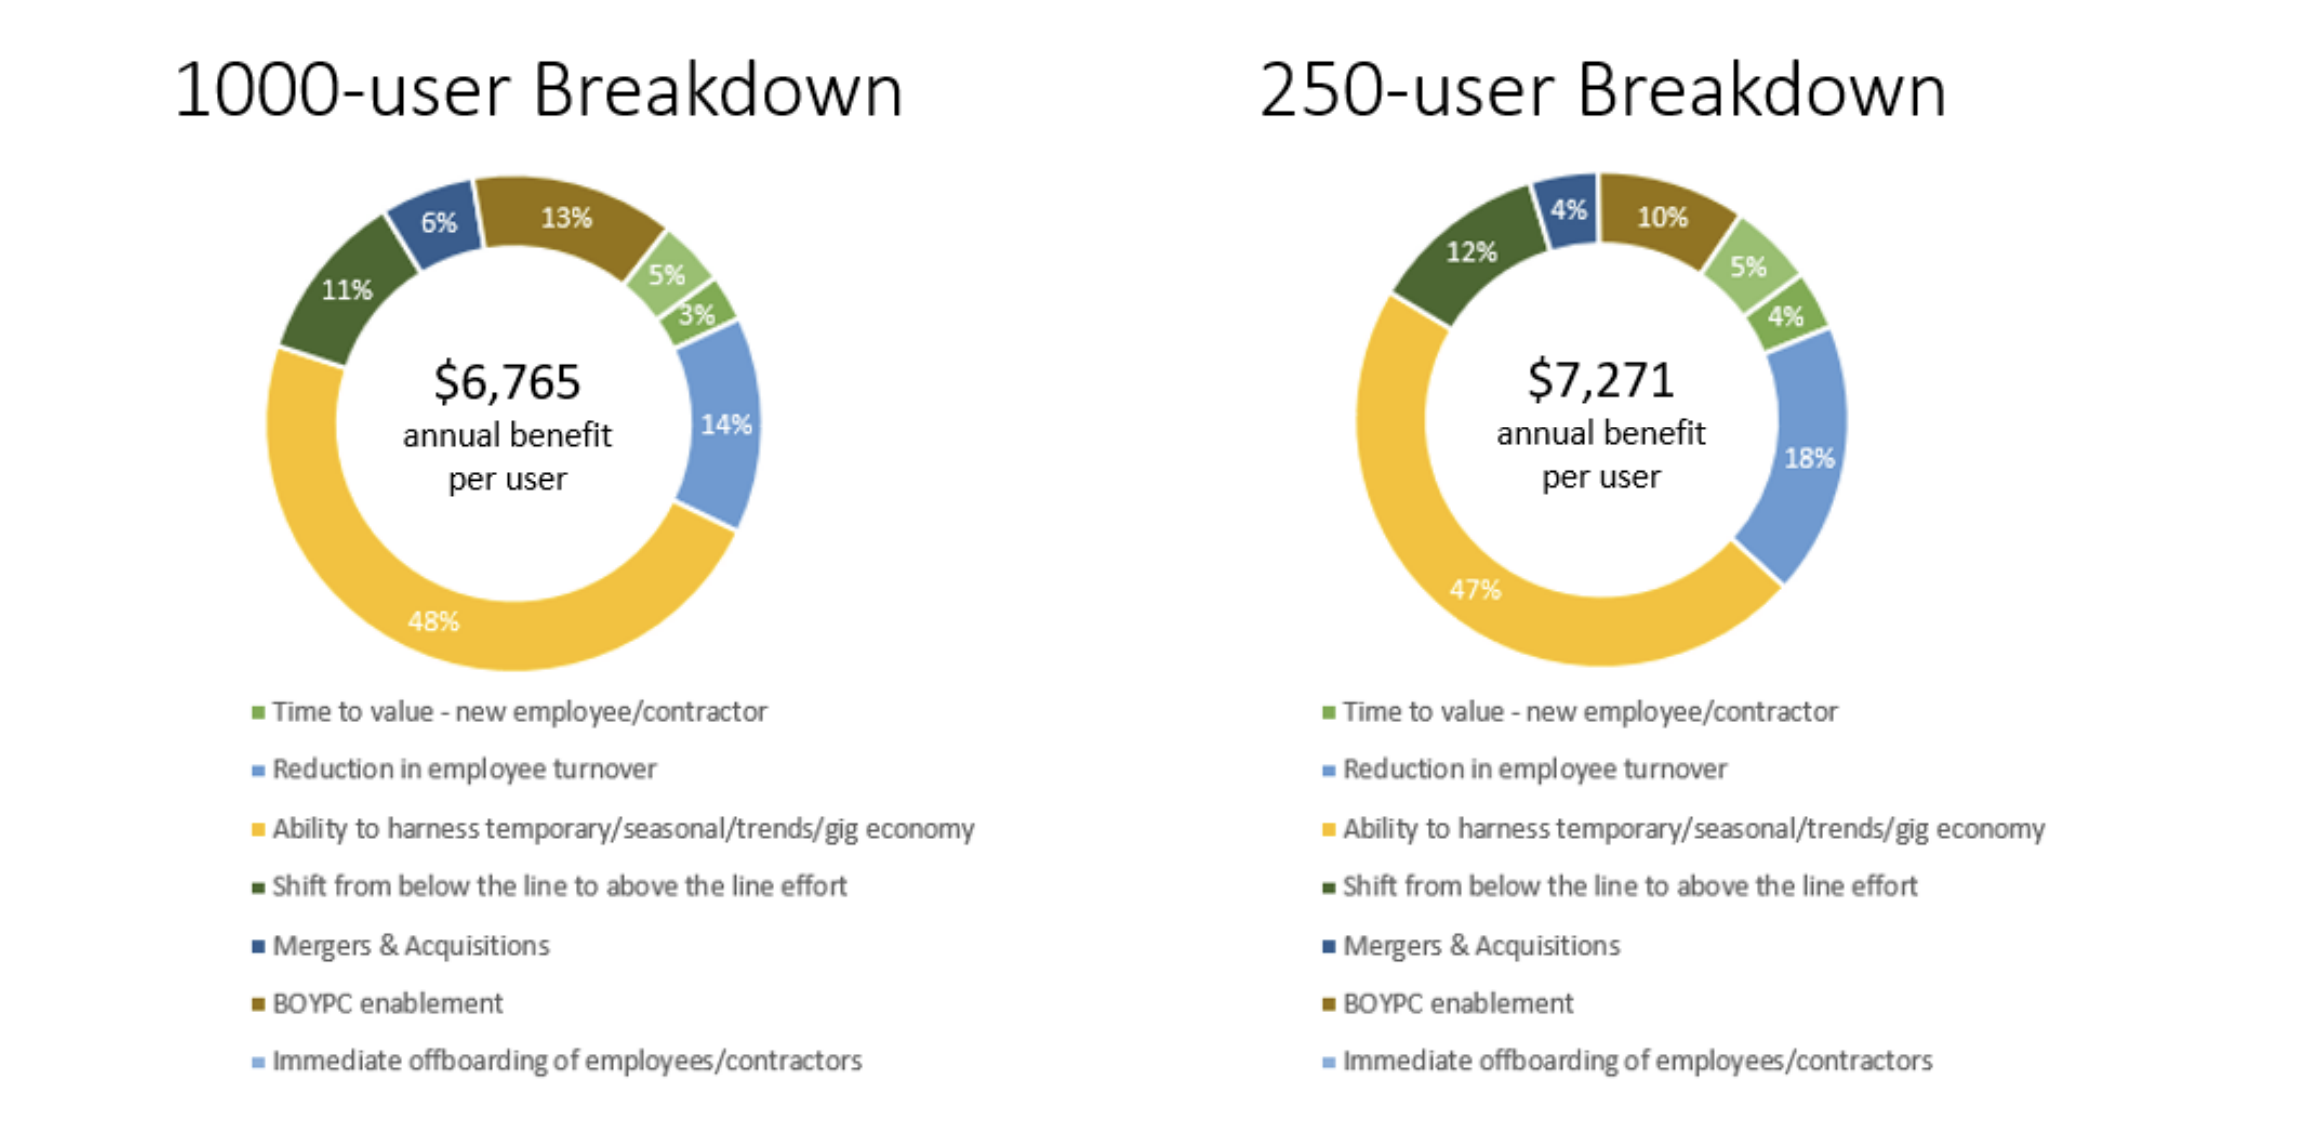 1000-user Breakdown
6%
13%
5%
11%
3%
$6,765
annual benefit
per user
14%
48%
Time to value - new employee/contractor
Reduction in employee turnover
Ability to harness temporary/seasonal/trends/gig economy
Shift from below the line to above the line effort
Mergers & Acquisitions
BOYPC enablement
Immediate offboarding of employees/contractors
250-user Breakdown
4%
10%
12%
5%
4%
$7,271
annual benefit
per user
18%
47%
Time to value - new employee/contractor
Reduction in employee turnover
Ability to harness temporary/seasonal/trends/gig economy
Shift from below the line to above the line effort
Mergers & Acquisitions
BOYPC enablement
Immediate offboarding of employees/contractors